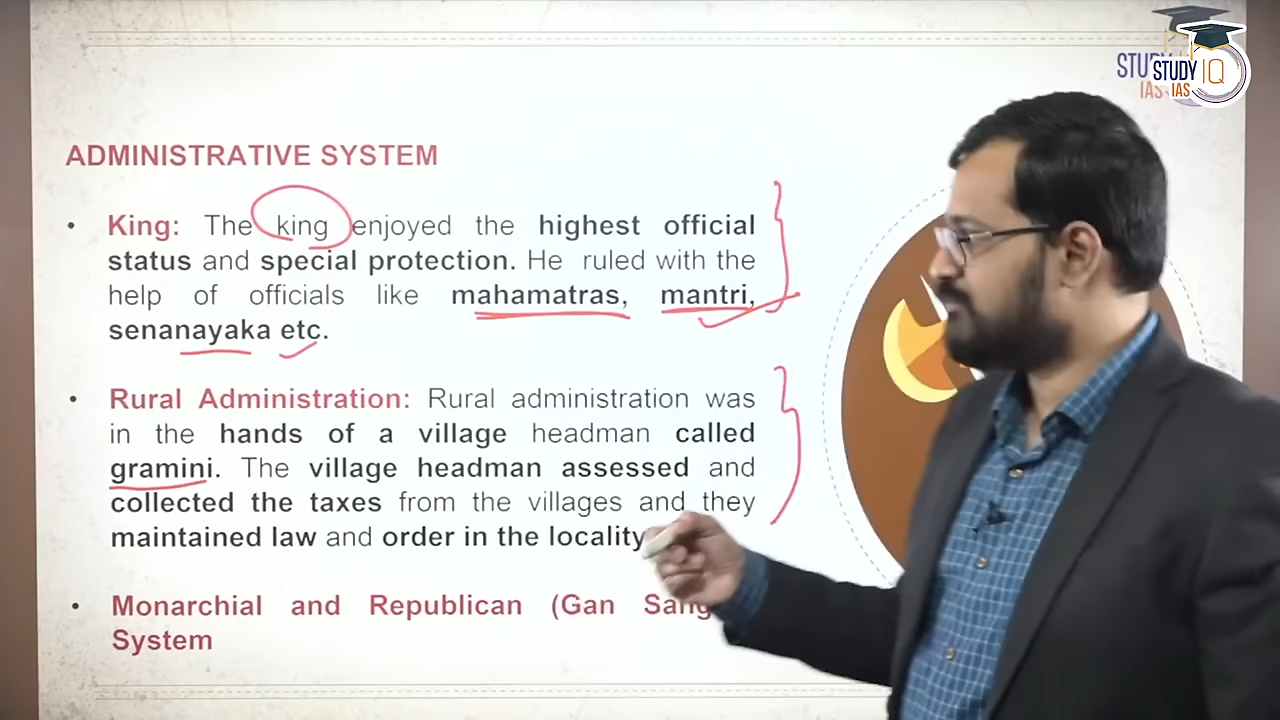 STUDY IQ
IAS
ADMINISTRATIVE SYSTEM
• King: The king enjoyed the highest official
status and special protection. He ruled with the
help of officials like mahamatras, mantri,
senanayaka etc.
• Rural Administration: Rural administration was
in the hands of a village headman called
gramini. The village headman assessed and
collected the taxes from the villages and they
maintained law and order in the locality
• Monarchial and Republican (Gan Sang
System